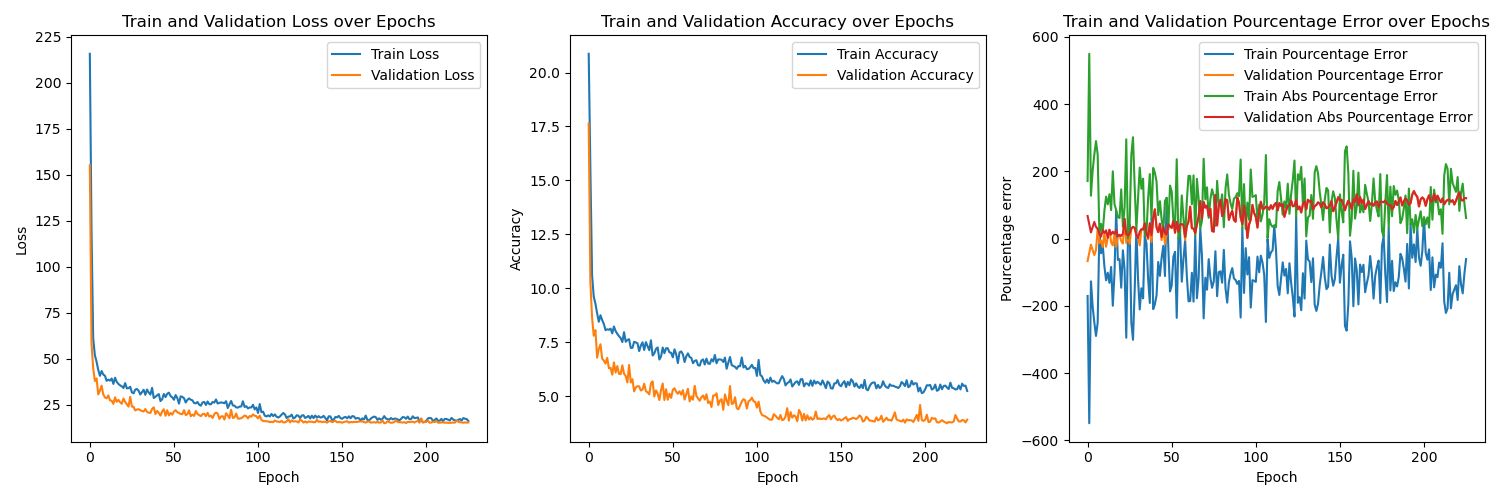 Train and Validation Loss over Epochs
Train Loss
Validation Loss
225
200
175
150
125
100
75
50
25
Loss
0
50
100
150
200
Epoch
Train and Validation Accuracy over Epochs
Train Accuracy
Validation Accuracy
20.0
17.5
15.0
12.5
10.0
7.5
5.0
Accuracy
0
50
100
150
200
Epoch
Train and Validation Pourcentage Error over Epochs
Train Pourcentage Error
Validation Pourcentage Error
Train Abs Pourcentage Error
Validation Abs Pourcentage Error
600
400
200
0
−200
−400
−600
Pourcentage error
0
50
100
150
200
Epoch